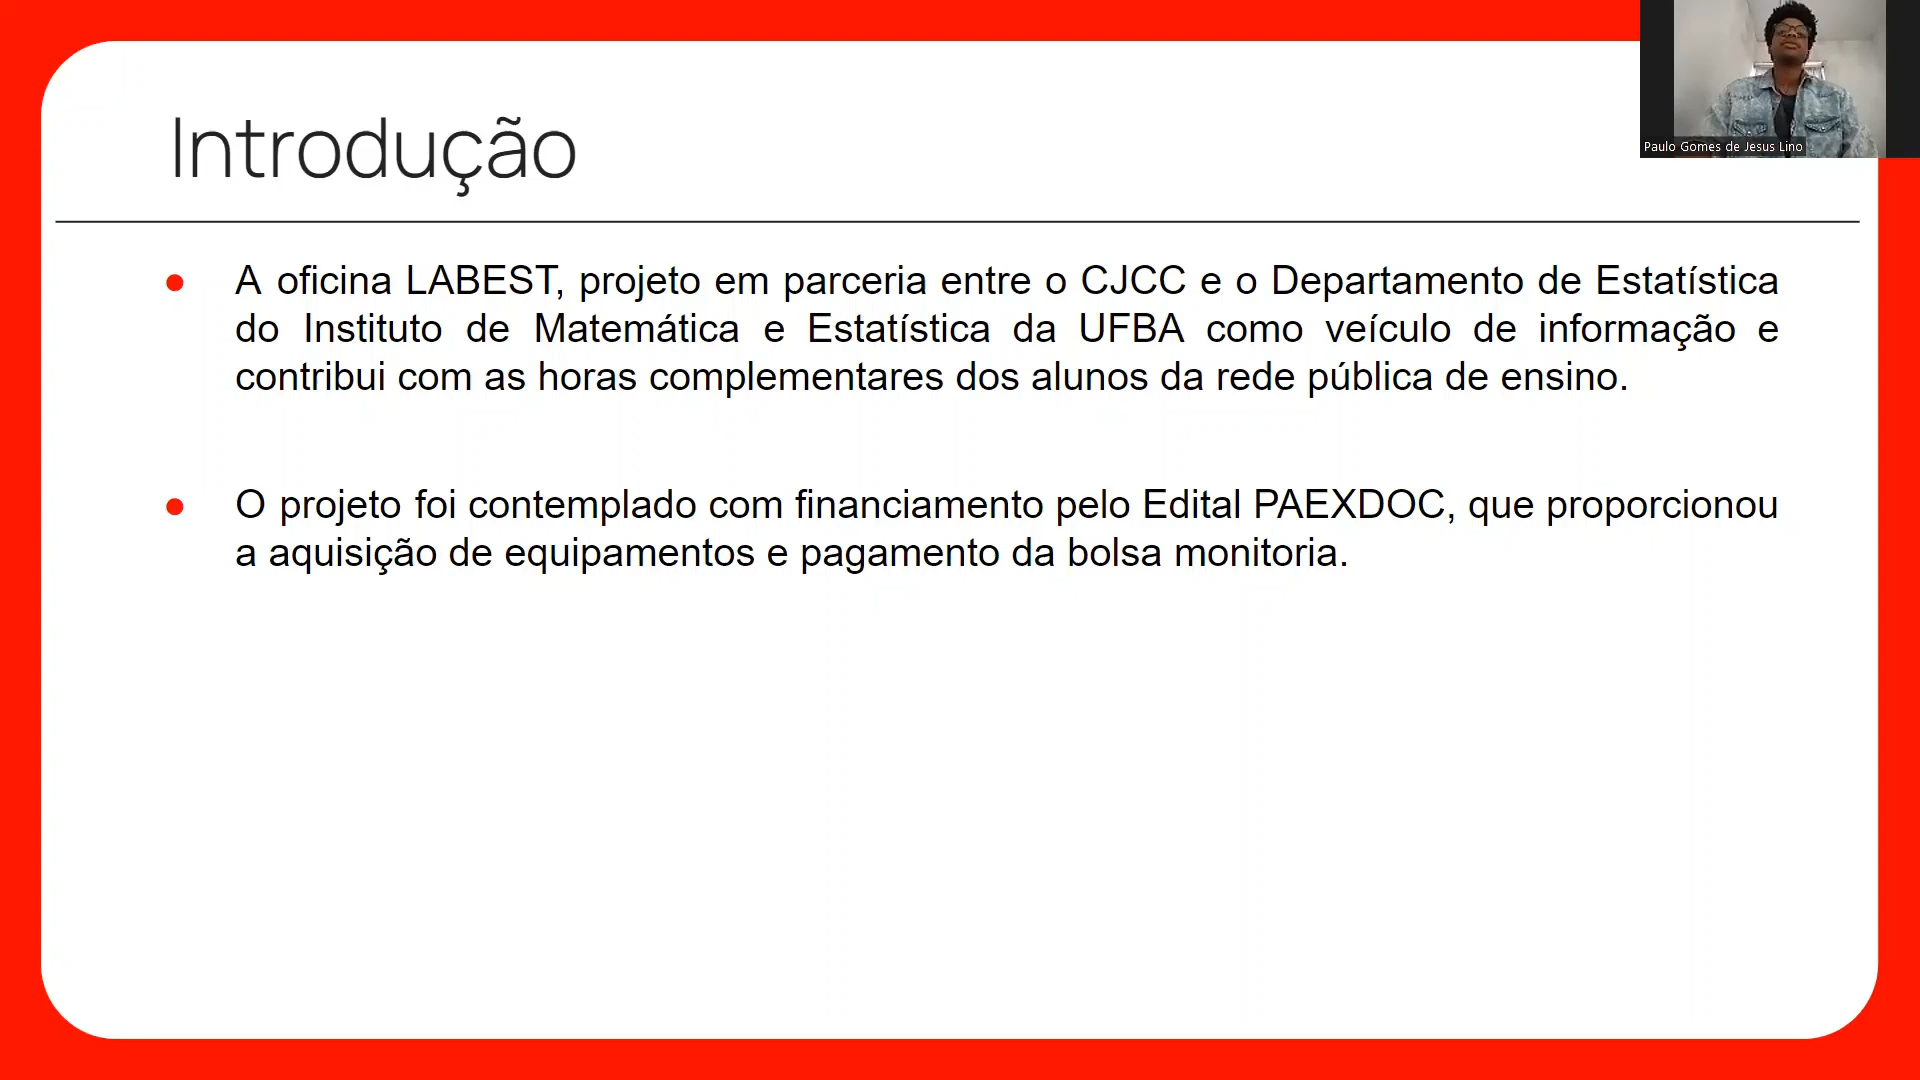 Introdução
Paulo Gomes de Jesus Lino
A oficina LABEST, projeto em parceria entre o CJCC e o Departamento de Estatística
do Instituto de Matemática e Estatística da UFBA como veículo de informação e
contribui com as horas complementares dos alunos da rede pública de ensino.
O projeto foi contemplado com financiamento pelo Edital PAEXDOC, que proporcionou
a aquisição de equipamentos e pagamento da bolsa monitoria.